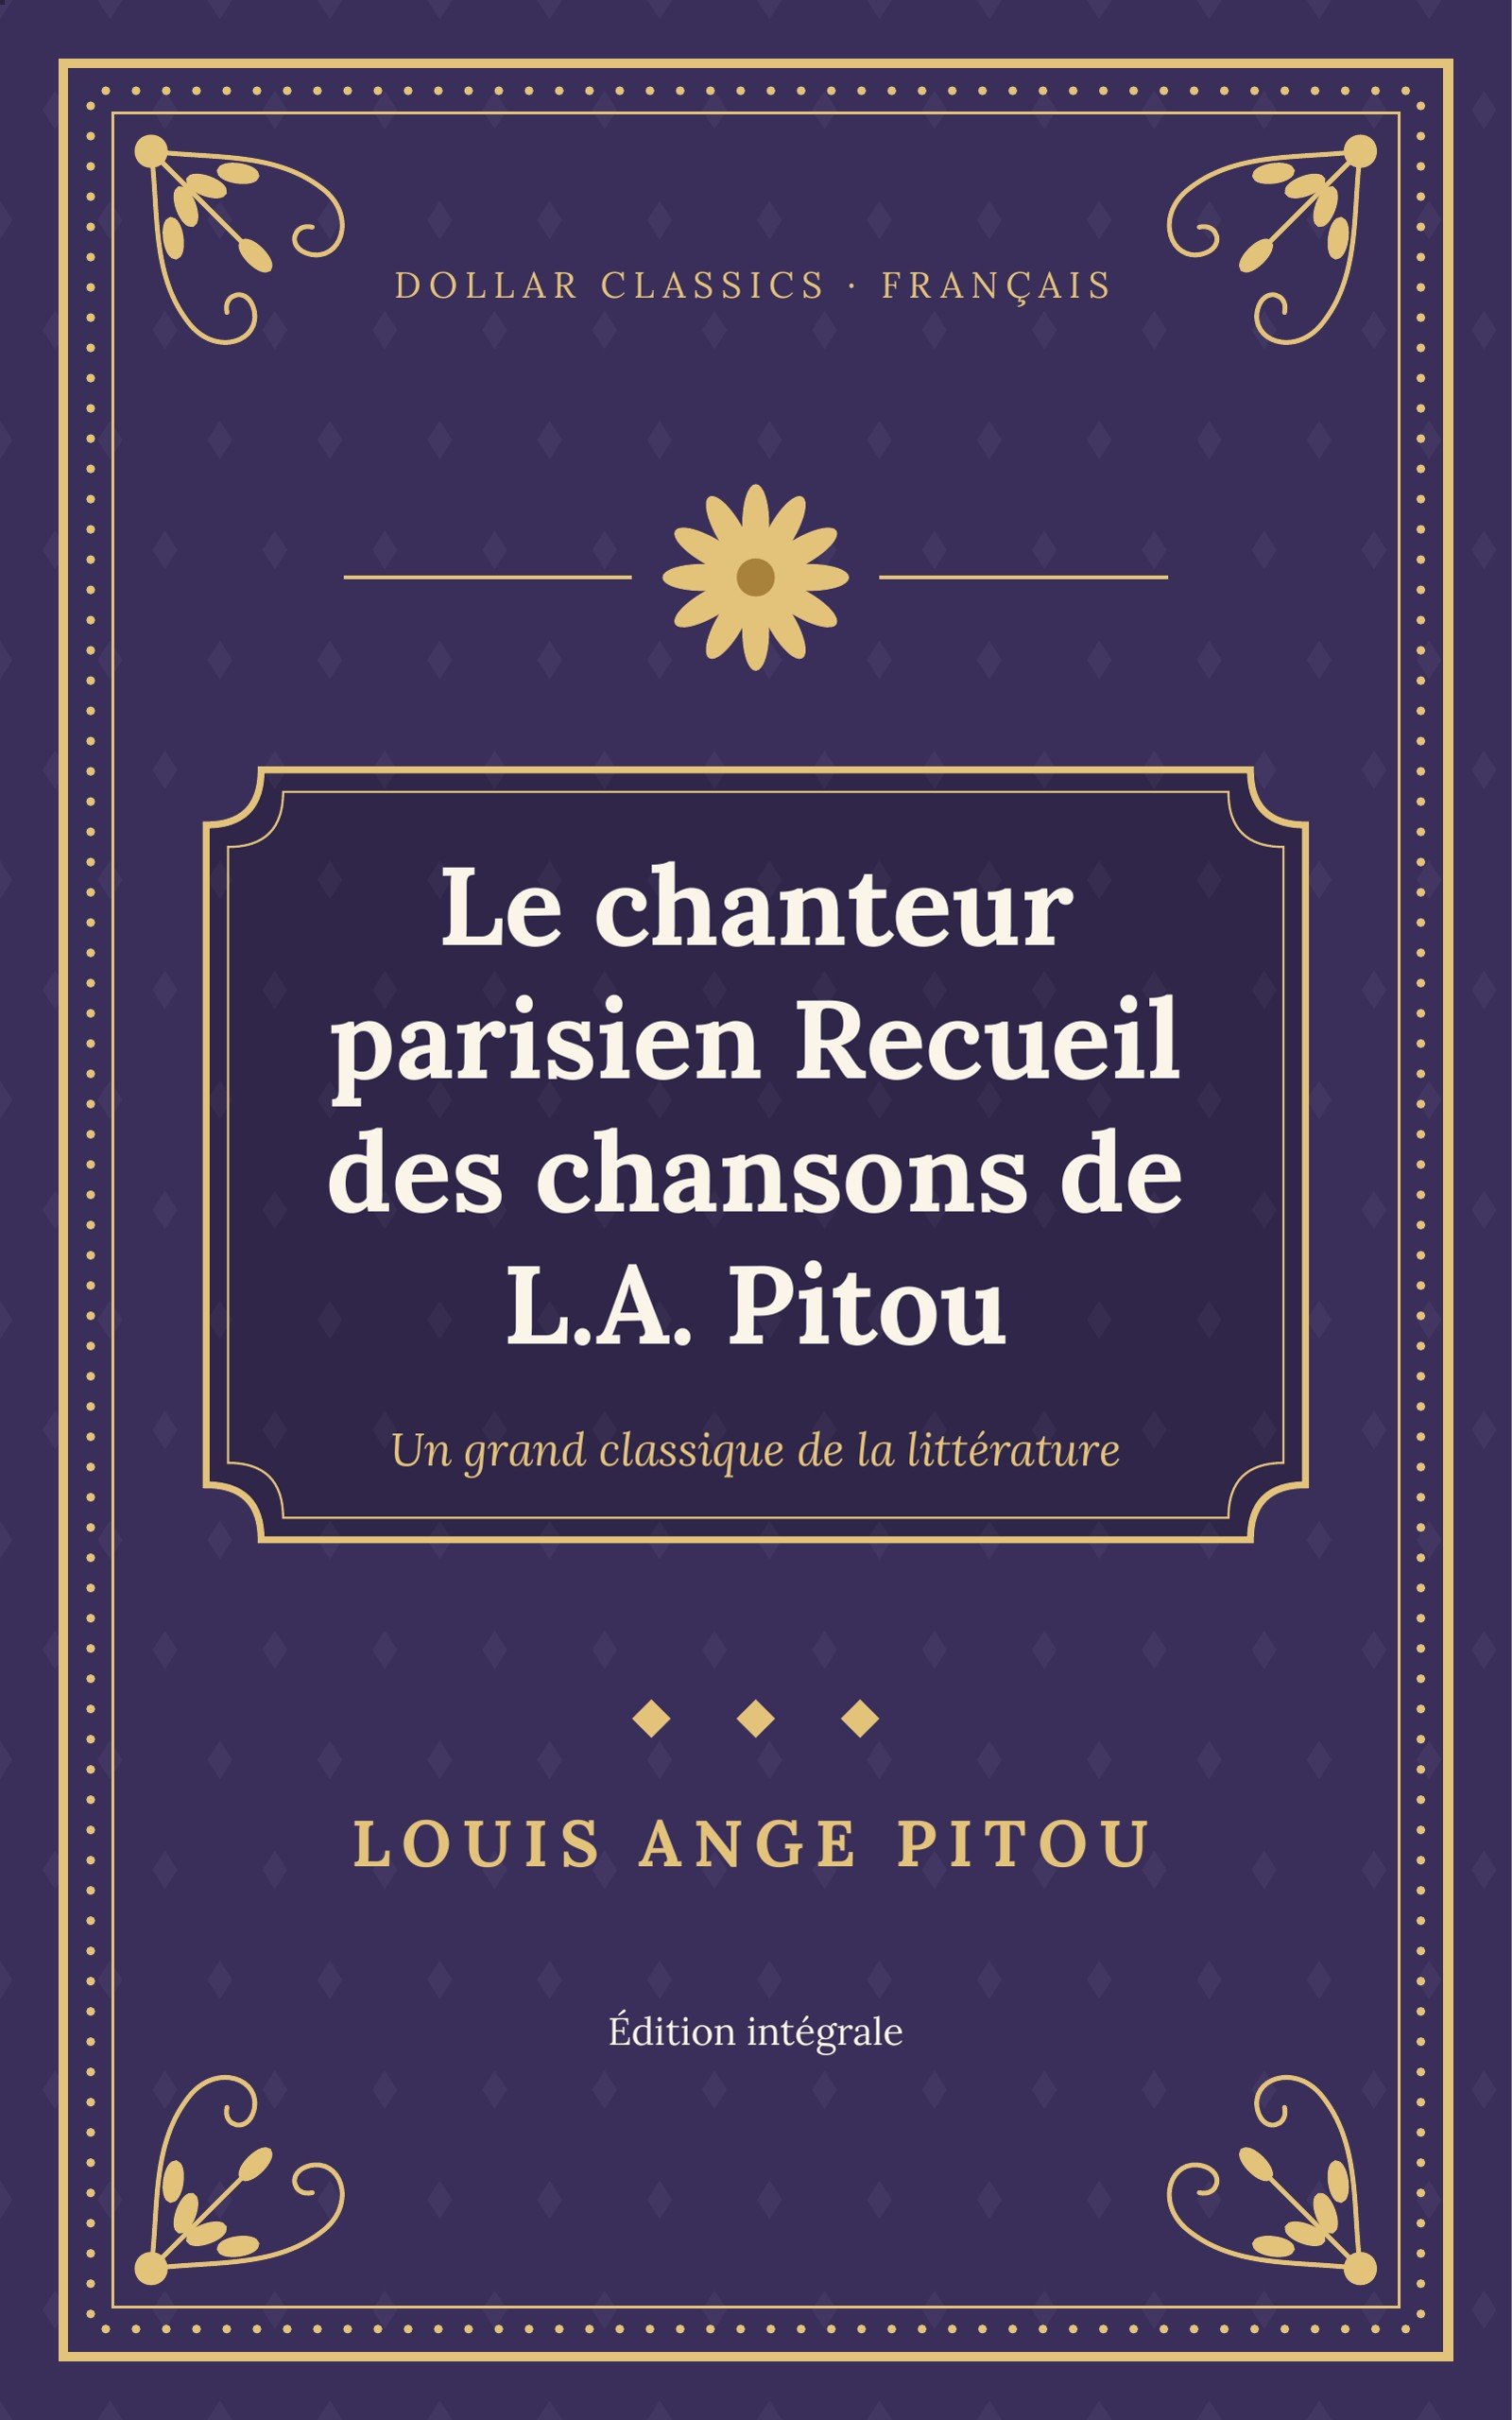 DOLLAR CLASSICS · FRANÇAIS
Le chanteur
parisien Recueil
des chansons de
L.A. Pitou
Un grand classique de la littérature
LOUIS ANGE PITOU
Édition intégrale